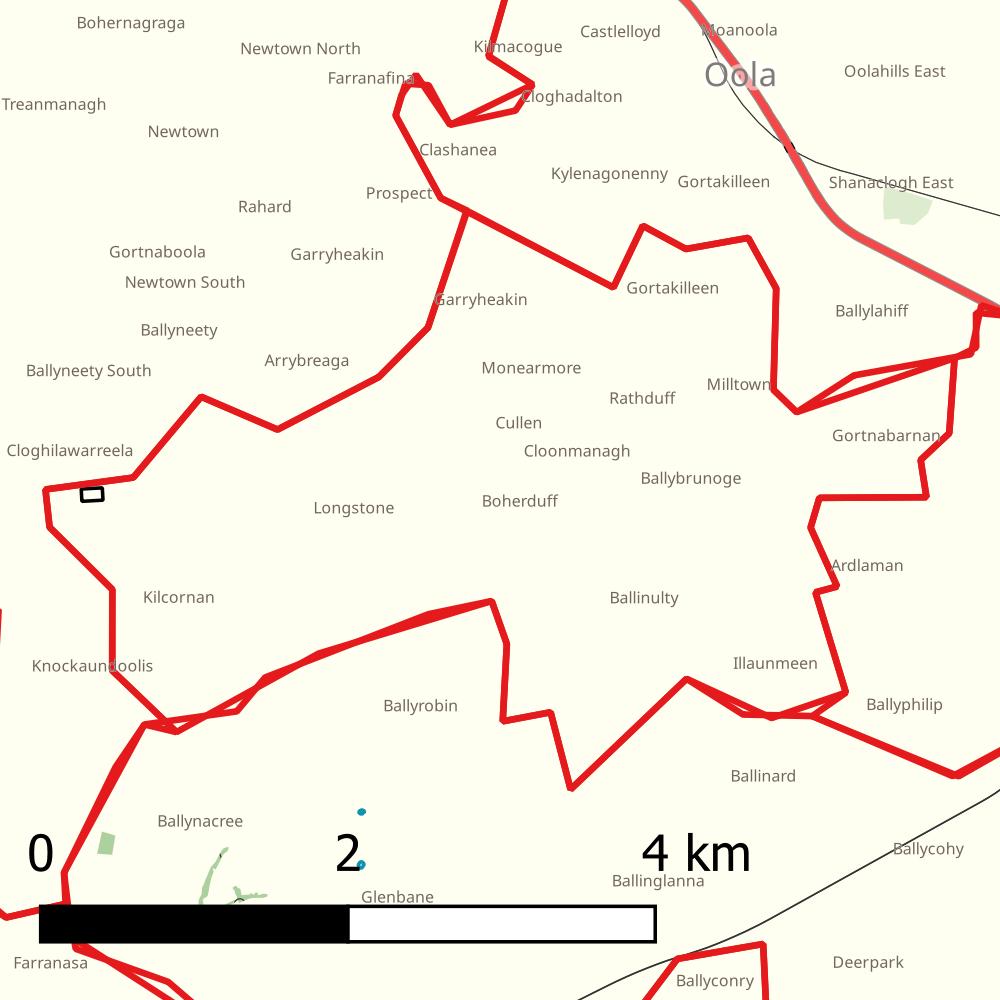 Bohernagraga
Castlelloyd
Moanoola
Newtown North
Kilmacogue
Oola
Oolahills East
Farranafina
Cloghadalton
Treanmanagh
Newtown
Clashanea
Kylenagonenny
Gortakilleen
Shanaclogh East
Prospect
Rahard
Gortnaboola
Garryheakin
Newtown South
Gortakilleen
Garryheakin
Ballylahiff
Ballyneety
Arrybreaga
Monearmore
Ballyneety South
Milltown
Rathduff
Cullen
Gortnabarnan
Cloghilawarreela
Cloonmanagh
Ballybrunoge
Boherduff
Longstone
Ardlaman
Kilcornan
Ballinulty
Knockaundoolis
Illaunmeen
Ballyrobin
Ballyphilip
Ballinard
Ballynacree
0
2
4 km
Ballycohy
Ballinglanna
Glenbane
Farranasa
Deerpark
Ballyconry